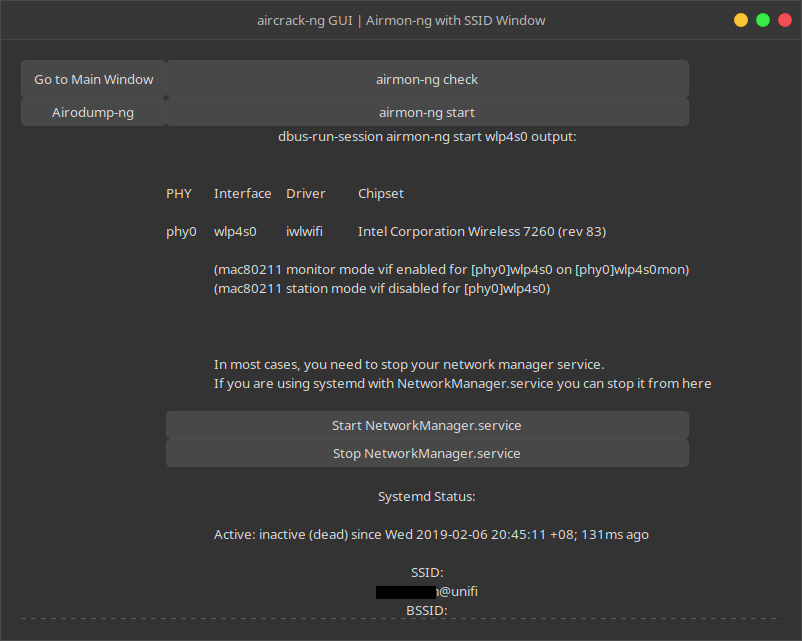 aircrack-ng GUI | Airmon-ng with SSID Window
Go to Main Window
airmon-ng check
Airodump-ng
airmon-ng start
dbus-run-session airmon-ng start wlp4s0 output:
PHY Interface Driver Chipset
phy0 wlp4s0 iwlwifi Intel Corporation Wireless 7260 (rev 83)
(mac80211 monitor mode vif enabled for [phy0]wlp4s0 on [phy0]wlp4s0mon)
(mac80211 station mode vif disabled for [phy0]wlp4s0)
In most cases, you need to stop your network manager service.
If you are using systemd with NetworkManager.service you can stop it from here
Start NetworkManager.service
Stop NetworkManager.service
Systemd Status:
Active: inactive (dead) since Wed 2019-02-06 20:45:11 +08; 131ms ago
SSID:
@unifi
BSSID: